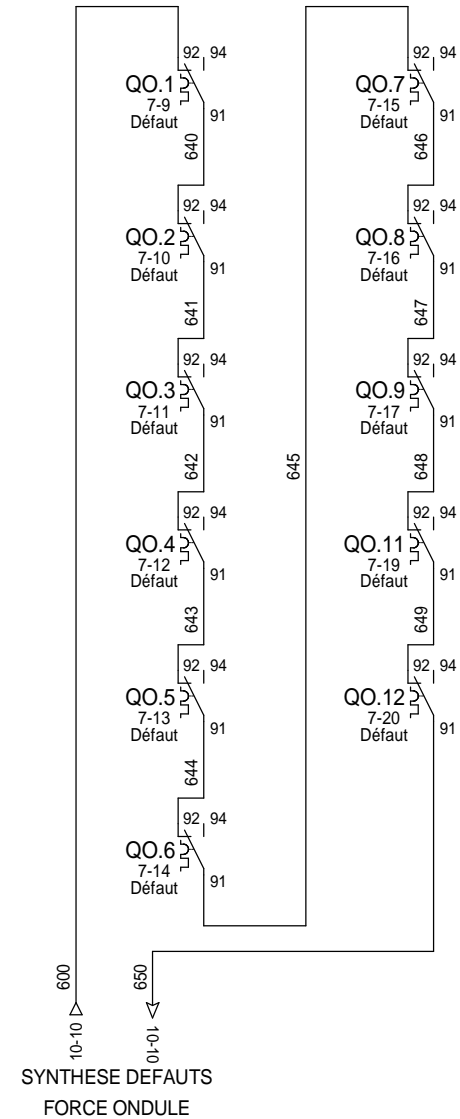 92 94
QO.1
7-9
Défaut
91
640
92 94
QO.2
7-10
Défaut
91
641
92 94
QO.3
7-11
Défaut
91
642
92 94
QO.4
7-12
Défaut
91
643
92 94
QO.5
7-13
Défaut
91
644
92 94
QO.6
7-14
Défaut
91
645
92 94
QO.7
7-15
Défaut
91
646
92 94
QO.8
7-16
Défaut
91
647
92 94
QO.9
7-17
Défaut
91
648
92 94
QO.11
7-19
Défaut
91
649
92 94
QO.12
7-20
Défaut
91
600
650
10-10
10-10
SYNTHESE DEFAUTS
FORCE ONDULE